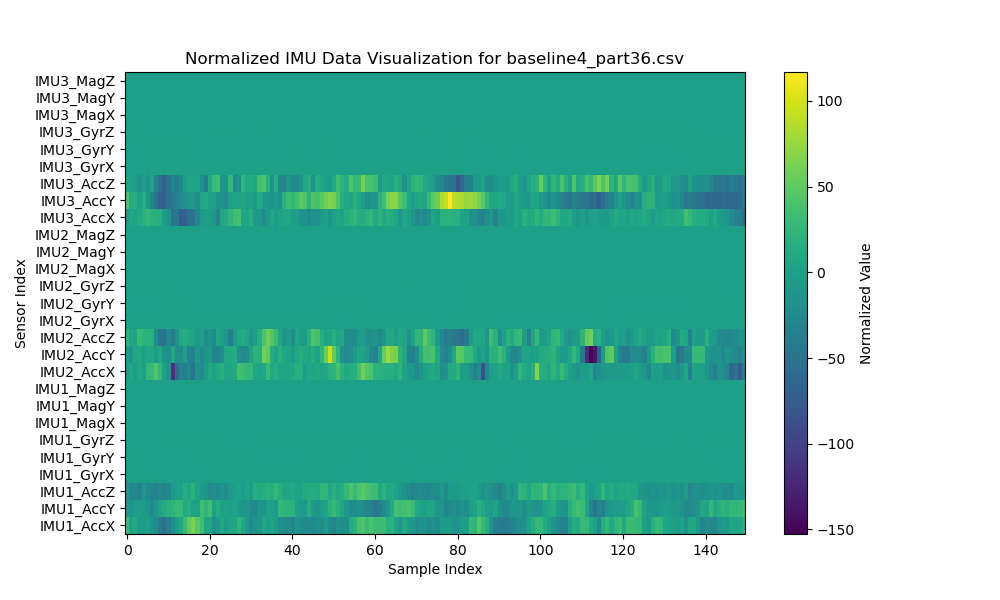 Normalized IMU Data Visualization for baseline4_part36.csv
IMU3_MagZ
IMU3_MagY
IMU3_MagX
IMU3_GyrZ
IMU3_GyrY
IMU3_GyrX
IMU3_AccZ
IMU3_AccY
IMU3_AccX
IMU2_MagZ
IMU2_MagY
IMU2_MagX
IMU2_GyrZ
IMU2_GyrY
IMU2_GyrX
IMU2_AccZ
IMU2_AccY
IMU2_AccX
IMU1_MagZ
IMU1_MagY
IMU1_MagX
IMU1_GyrZ
IMU1_GyrY
IMU1_GyrX
IMU1_AccZ
IMU1_AccY
IMU1_AccX
Sensor Index
0 20 40 60 80 100 120 140
Sample Index
100
50
0
−50
−100
−150
Normalized Value